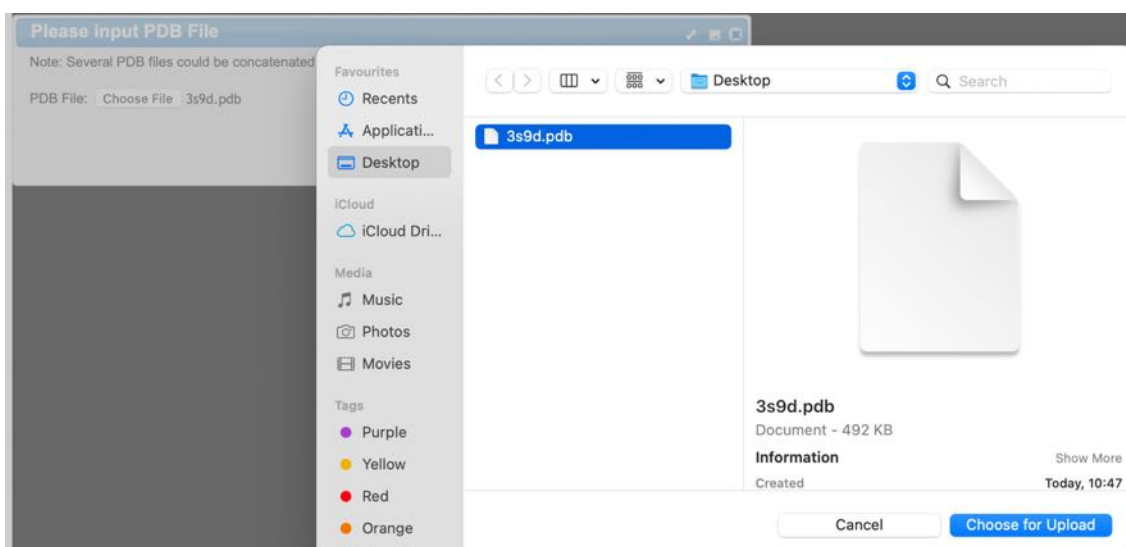 Please Input PDB File
Note: Several PDB files could be concatenated
PDB File: Choose File 3s9d.pdb
Favourites
Recents
Applicati...
Desktop
iCloud
iCloud Dri...
Media
Music
Photos
Movies
Tags
Purple
Yellow
Red
Orange
Desktop
Search
3s9d.pdb
3s9d.pdb
Document - 492 KB
Information Show More
Created Today, 10:47
Cancel Choose for Upload